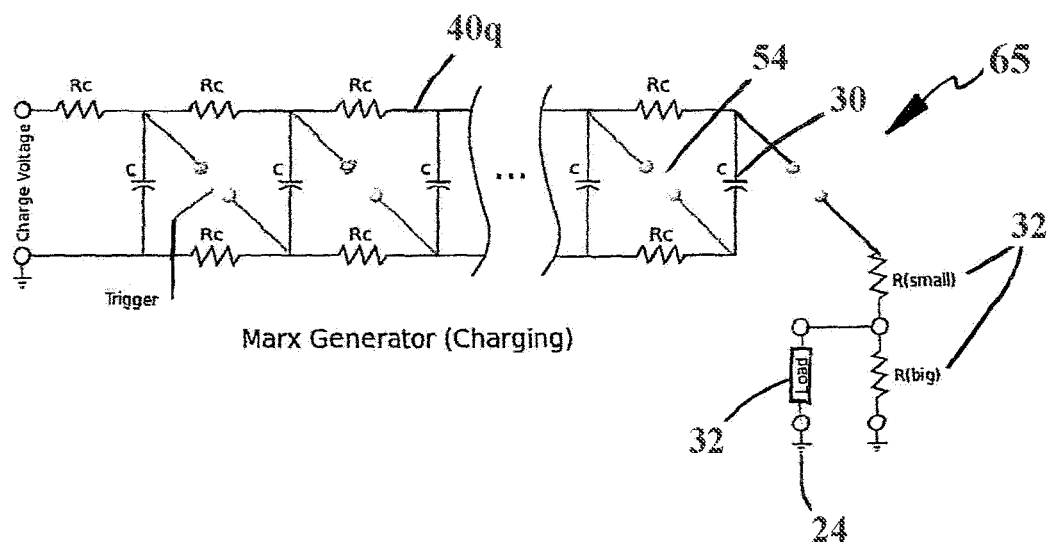 40q
54
65
Rc
Rc
Rc
Rc
30
Charge Voltage
C
C
C
...
C
C
Rc
Rc
Rc
32
Trigger
R(small)
Marx Generator (Charging)
Load
R(big)
32
24